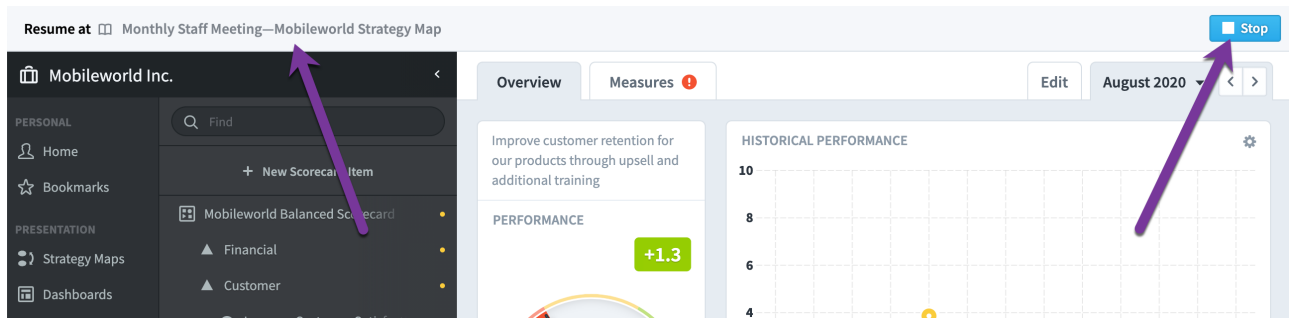 Resume at Monthly Staff Meeting—Mobileworld Strategy Map
Stop
Mobileworld Inc.
PERSONAL
Home
Bookmarks
PRESENTATION
Strategy Maps
Dashboards
Find
+ New Scorecard Item
Mobileworld Balanced Scorecard
Financial
Customer
Overview
Measures !
Edit
August 2020
Improve customer retention for
our products through upsell and
additional training
PERFORMANCE
+1.3
HISTORICAL PERFORMANCE
10
8
6
4